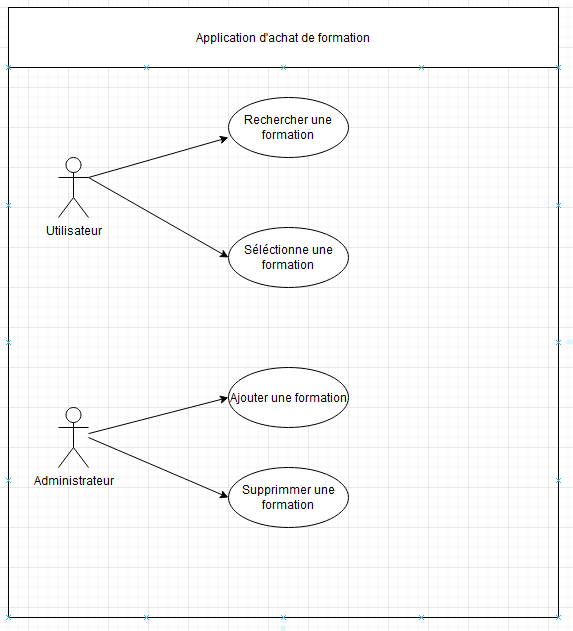 Application d'achat de formation
Rechercher une
formation
Utilisateur
Séléctionne une
formation
Ajouter une formation
Administrateur
Supprimmer une
formation